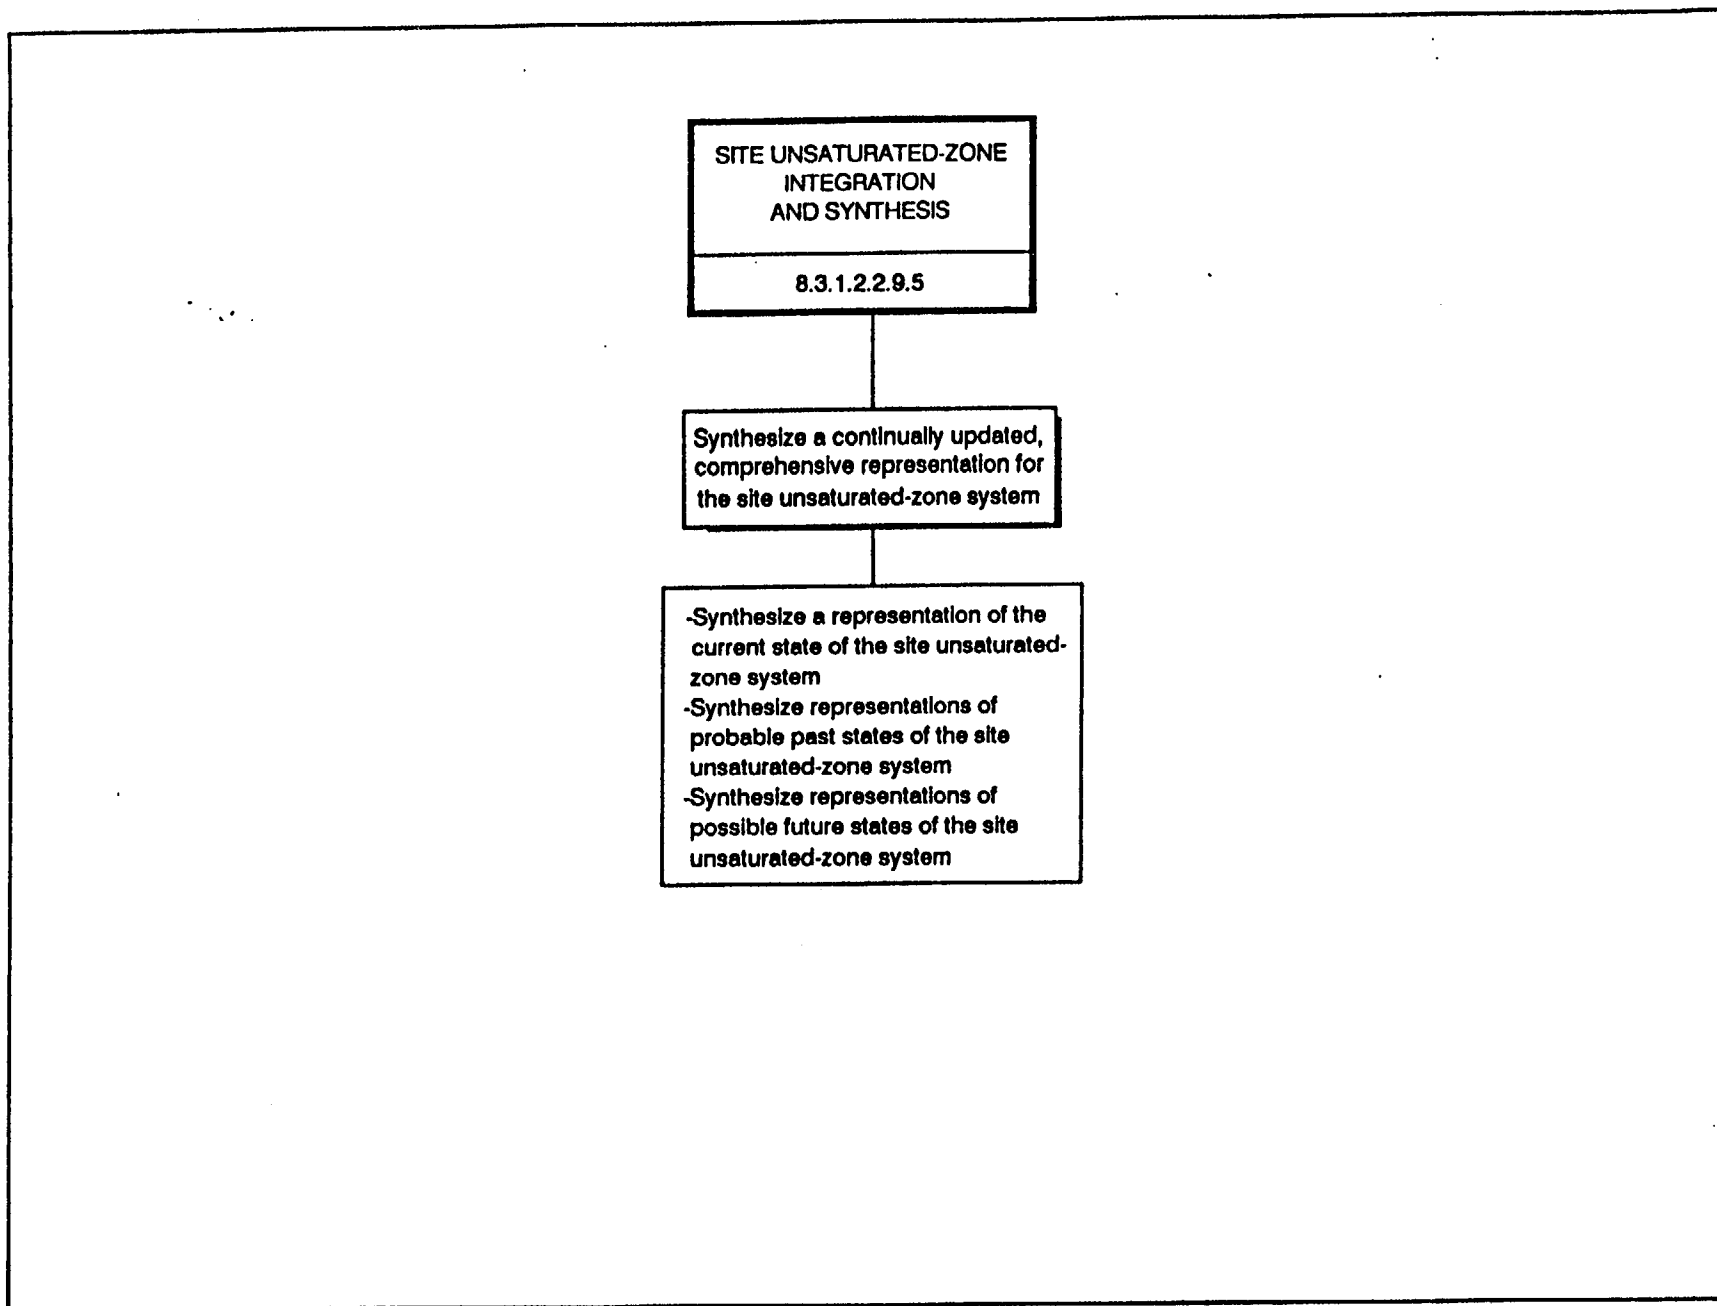 SITE UNSATURATED-ZONE
INTEGRATION
AND SYNTHESIS
8.3.1.2.2.9.5
Synthesize a continually updated,
comprehensive representation for
the site unsaturated-zone system
-Synthesize a representation of the
current state of the site unsaturated-
zone system
-Synthesize representations of
probable past states of the site
unsaturated-zone system
-Synthesize representations of
possible future states of the site
unsaturated-zone system